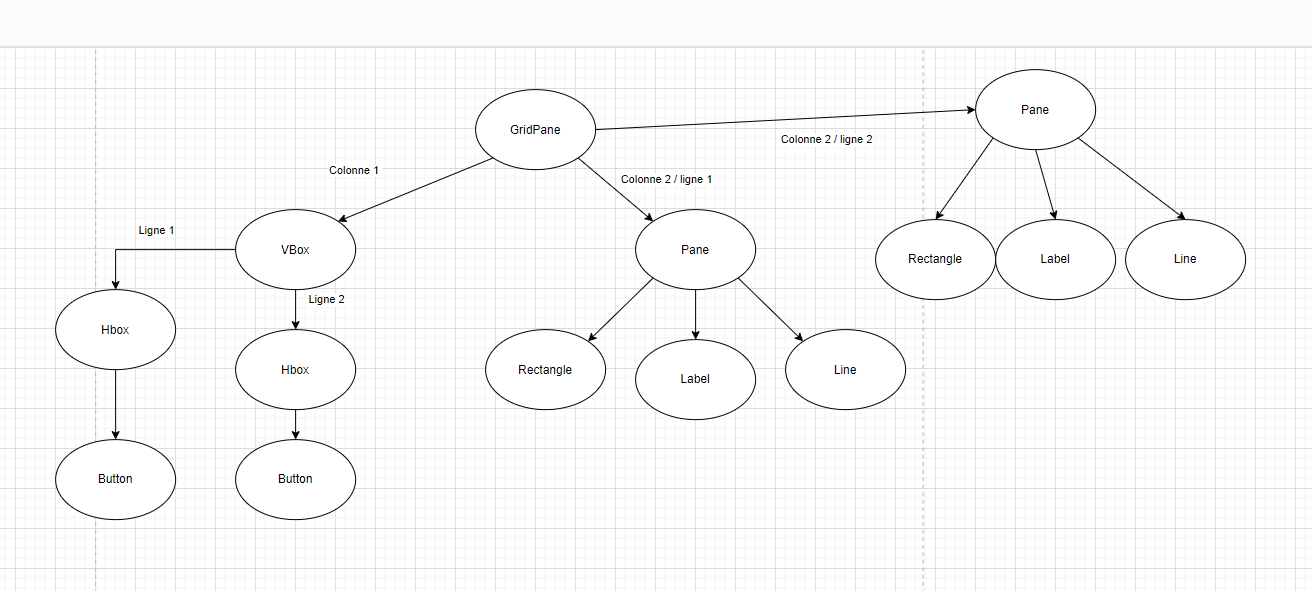 Pane
GridPane
Colonne 2 / ligne 2
Colonne 1
Colonne 2 / ligne 1
Ligne 1
VBox
Pane
Rectangle
Label
Line
Ligne 2
Hbox
Hbox
Rectangle
Label
Line
Button
Button